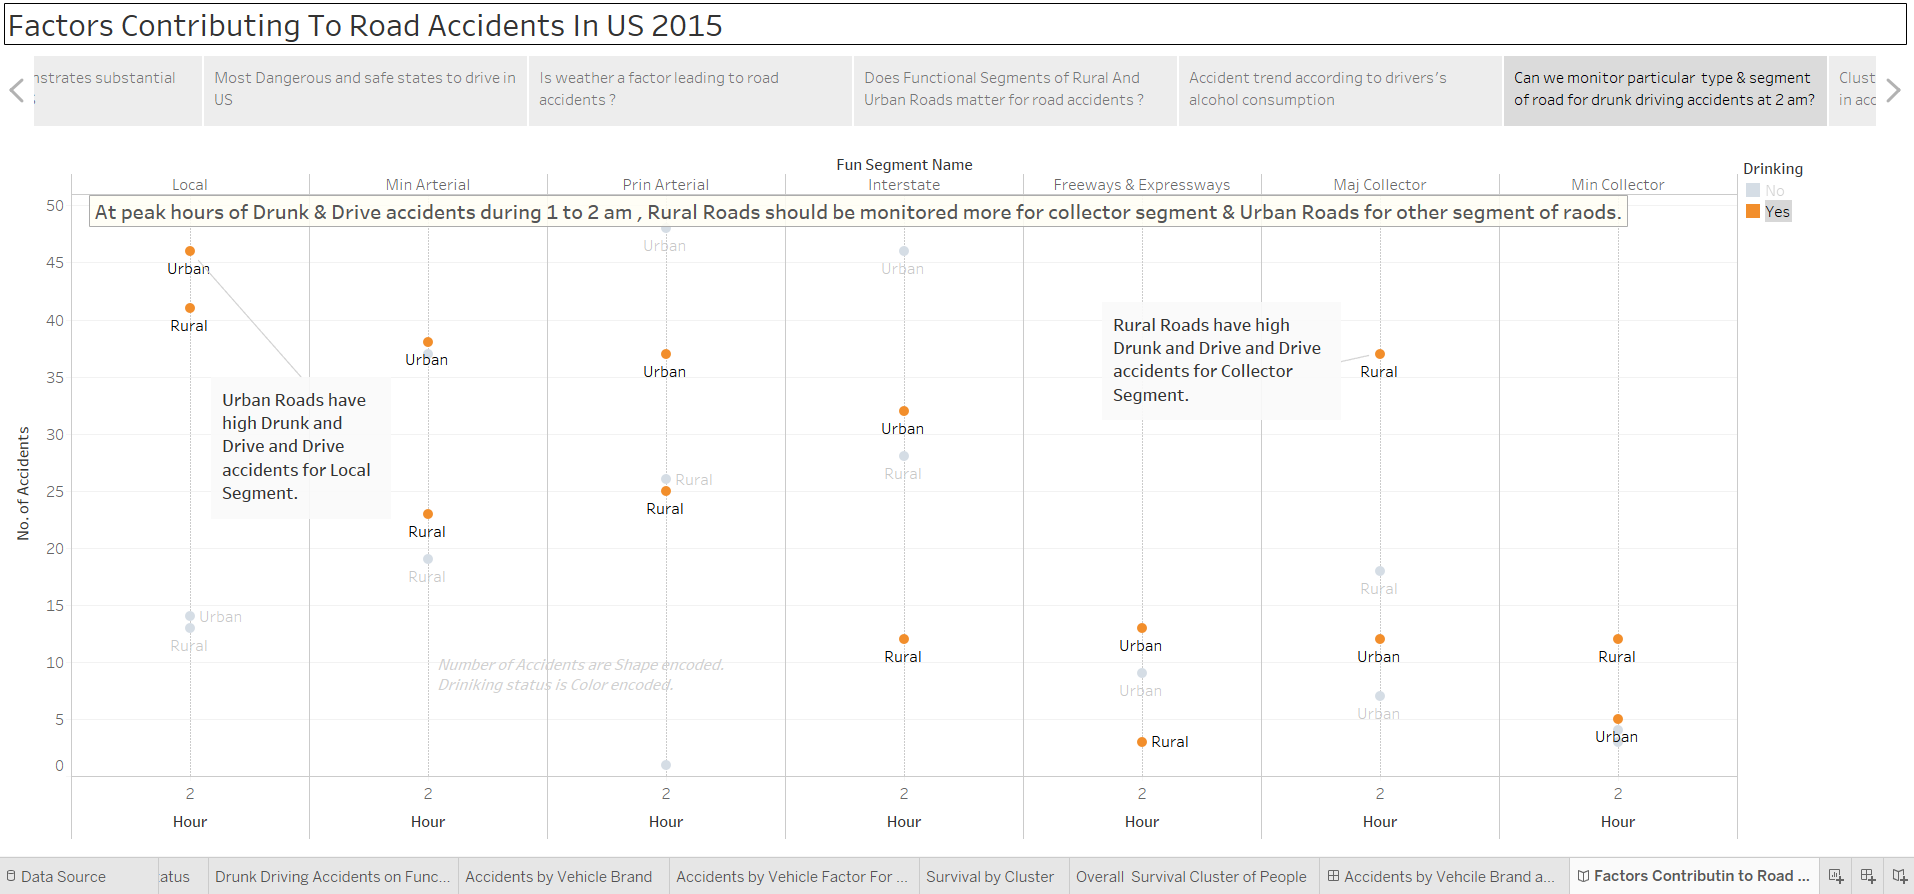 Factors Contributing To Road Accidents In US 2015
nstrates substantial
Most Dangerous and safe states to drive in
US
Is weather a factor leading to road
accidents ?
Does Functional Segments of Rural And
Urban Roads matter for road accidents ?
Accident trend according to drivers's
alcohol consumption
Can we monitor particular type & segment
of road for drunk driving accidents at 2 am?
Clust
in acc
Fun Segment Name
Local
Min Arterial
Prin Arterial
Interstate
Freeways & Expressways
Maj Collector
Min Collector
Drinking
No
Yes
At peak hours of Drunk & Drive accidents during 1 to 2 am , Rural Roads should be monitored more for collector segment & Urban Roads for other segment of raods.
No. of Accidents
50
45
40
35
30
25
20
15
10
5
0
Urban
Rural
Urban Roads have
high Drunk and
Drive and Drive
accidents for Local
Segment.
Urban
Rural
Urban
Rural
Rural
Urban
Urban
Rural
Rural
Number of Accidents are Shape encoded.
Driniking status is Color encoded.
Urban
Urban
Rural
Rural
Urban
Urban
Rural
Rural Roads have high
Drunk and Drive and Drive
accidents for Collector
Segment.
Rural
Rural
Urban
Urban
Rural
Urban
2
2
2
2
2
2
2
Hour
Hour
Hour
Hour
Hour
Hour
Hour
Data Source
atus
Drunk Driving Accidents on Func...
Accidents by Vehicle Brand
Accidents by Vehicle Factor For ...
Survival by Cluster
Overall Survival Cluster of People
Accidents by Vehcile Brand a...
Factors Contributin to Road ...